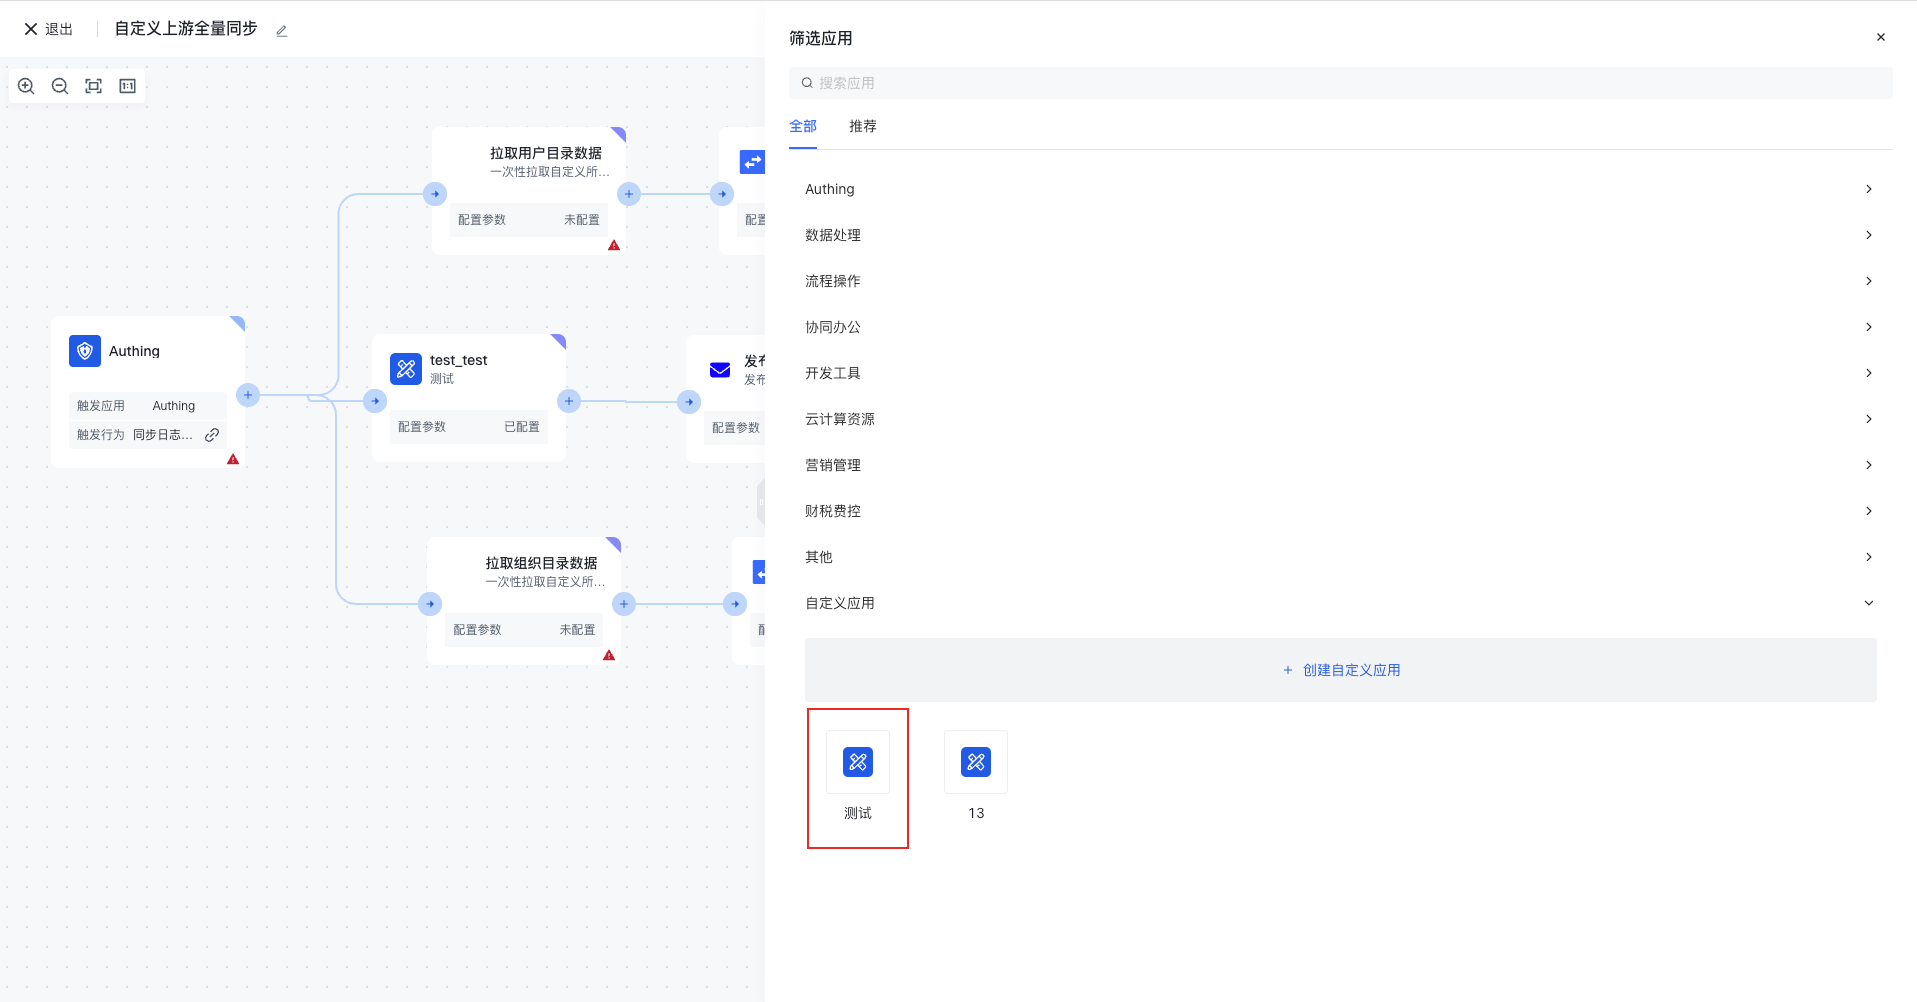 退出
自定义上游全量同步
1:1
拉取用户目录数据
一次性拉取自定义所…
配置参数 未配置
配置
Authing
触发应用 Authing
触发行为 同步日志…
test_test
测试
配置参数 已配置
发布
发布
配置参数
拉取组织目录数据
一次性拉取自定义所…
配置参数 未配置
配
筛选应用
搜索应用
全部 推荐
Authing
数据处理
流程操作
协同办公
开发工具
云计算资源
营销管理
财税费控
其他
自定义应用
+ 创建自定义应用
测试 13